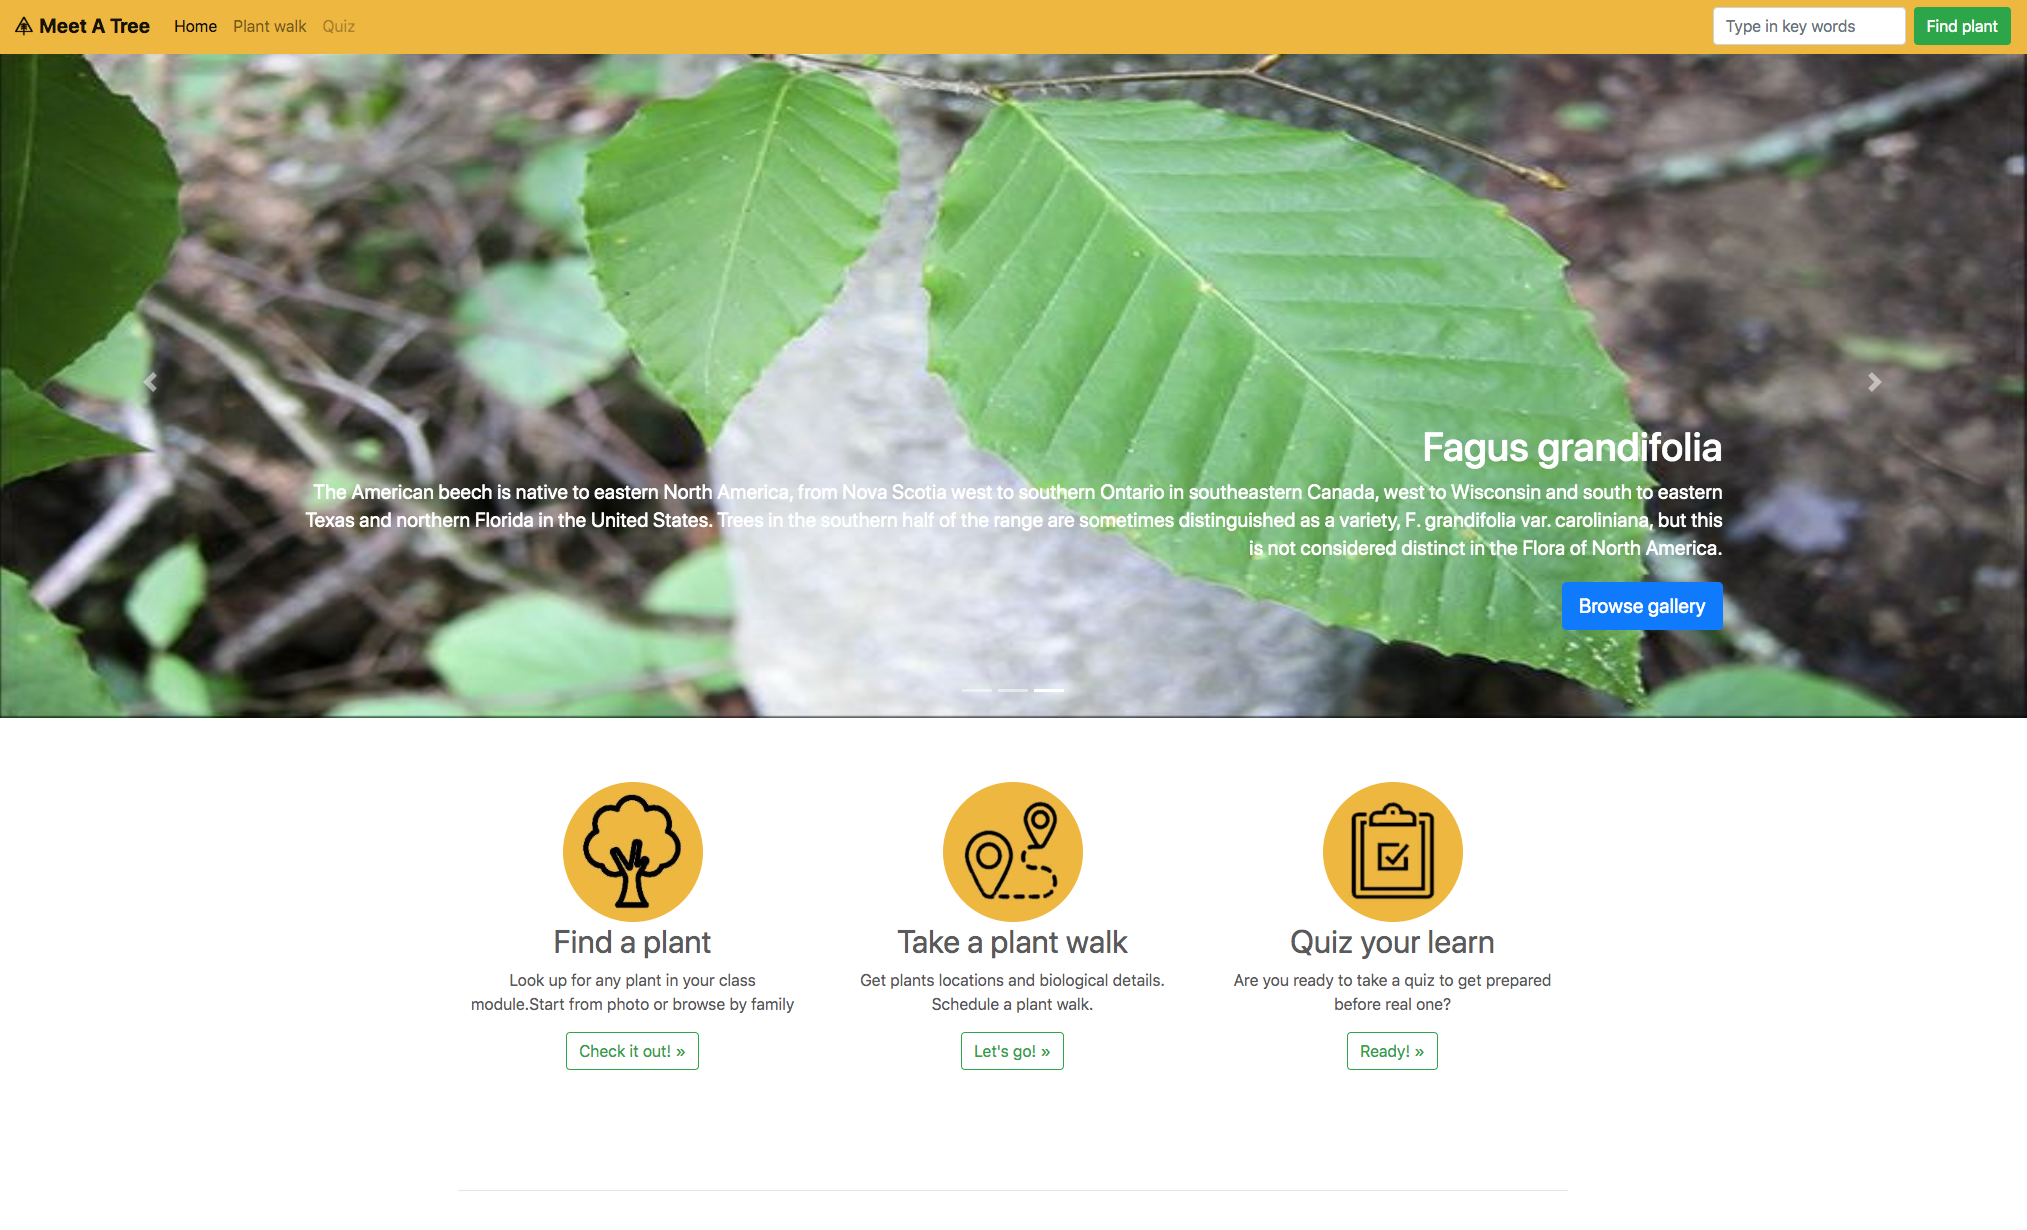 Meet A Tree Home Plant walk Quiz Type in key words Find plant
Fagus grandifolia
The American beech is native to eastern North America, from Nova Scotia west to southern Ontario in southeastern Canada, west to Wisconsin and south to eastern
Texas and northern Florida in the United States. Trees in the southern half of the range are sometimes distinguished as a variety, F. grandifolia var. caroliniana, but this
is not considered distinct in the Flora of North America.
Browse gallery
Find a plant
Look up for any plant in your class
module.Start from photo or browse by family
Check it out! »
Take a plant walk
Get plants locations and biological details.
Schedule a plant walk.
Let's go! »
Quiz your learn
Are you ready to take a quiz to get prepared
before real one?
Ready! »